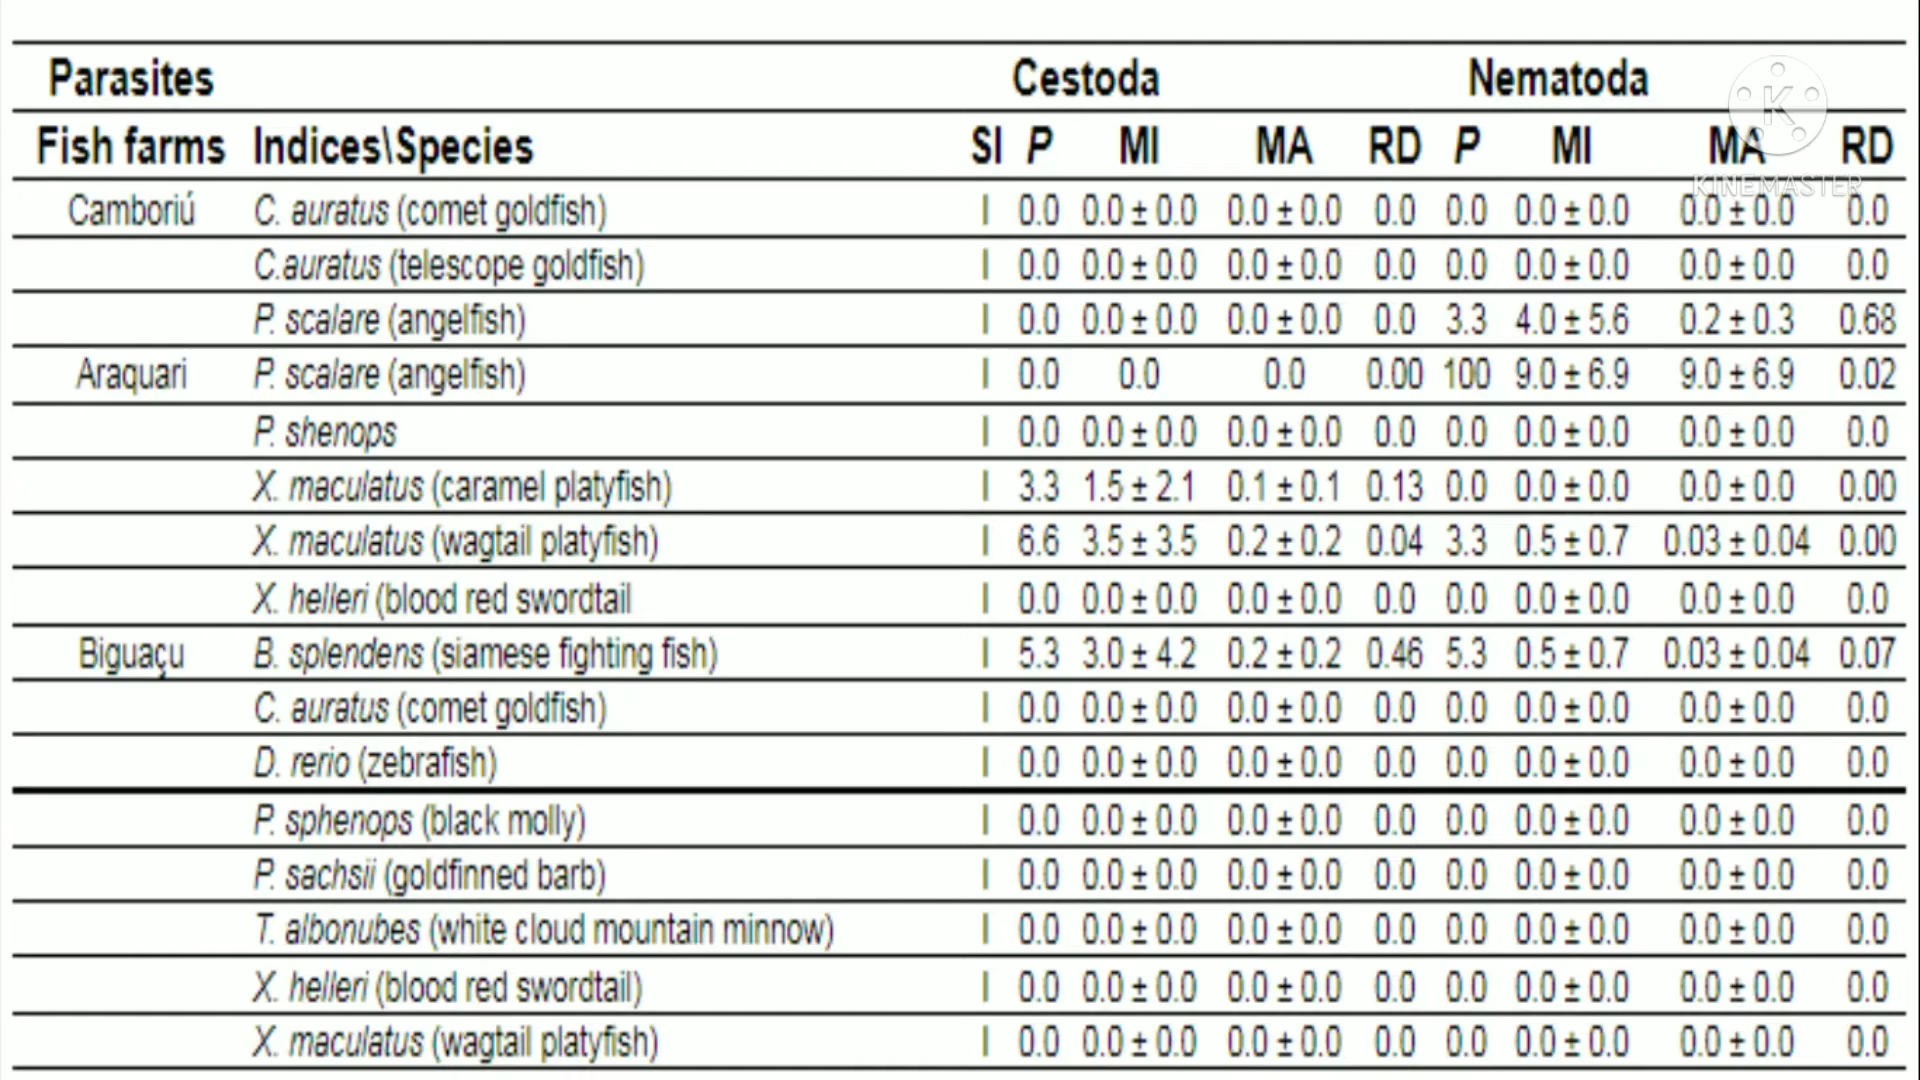 Parasites Cestoda Nematoda
Fish farms Indices\Species SI P MI MA RD P MI MA RD
Camboriú C. auratus (comet goldfish) I 0.0 0.0 ± 0.0 0.0 ± 0.0 0.0 0.0 0.0 ± 0.0 0.0 ± 0.0 0.0
C.auratus (telescope goldfish) I 0.0 0.0 ± 0.0 0.0 ± 0.0 0.0 0.0 0.0 ± 0.0 0.0 ± 0.0 0.0
P. scalare (angelfish) I 0.0 0.0 ± 0.0 0.0 ± 0.0 0.0 3.3 4.0 ± 5.6 0.2 ± 0.3 0.68
Araquari P. scalare (angelfish) I 0.0 0.0 0.0 0.00 100 9.0 ± 6.9 9.0 ± 6.9 0.02
P. shenops I 0.0 0.0 ± 0.0 0.0 ± 0.0 0.0 0.0 0.0 ± 0.0 0.0 ± 0.0 0.0
X. maculatus (caramel platyfish) I 3.3 1.5 ± 2.1 0.1 ± 0.1 0.13 0.0 0.0 ± 0.0 0.0 ± 0.0 0.00
X. maculatus (wagtail platyfish) I 6.6 3.5 ± 3.5 0.2 ± 0.2 0.04 3.3 0.5 ± 0.7 0.03 ± 0.04 0.00
X. helleri (blood red swordtail I 0.0 0.0 ± 0.0 0.0 ± 0.0 0.0 0.0 0.0 ± 0.0 0.0 ± 0.0 0.0
Biguaçu B. splendens (siamese fighting fish) I 5.3 3.0 ± 4.2 0.2 ± 0.2 0.46 5.3 0.5 ± 0.7 0.03 ± 0.04 0.07
C. auratus (comet goldfish) I 0.0 0.0 ± 0.0 0.0 ± 0.0 0.0 0.0 0.0 ± 0.0 0.0 ± 0.0 0.0
D. rerio (zebrafish) I 0.0 0.0 ± 0.0 0.0 ± 0.0 0.0 0.0 0.0 ± 0.0 0.0 ± 0.0 0.0
P. sphenops (black molly) I 0.0 0.0 ± 0.0 0.0 ± 0.0 0.0 0.0 0.0 ± 0.0 0.0 ± 0.0 0.0
P. sachsii (goldfinned barb) I 0.0 0.0 ± 0.0 0.0 ± 0.0 0.0 0.0 0.0 ± 0.0 0.0 ± 0.0 0.0
T. albonubes (white cloud mountain minnow) I 0.0 0.0 ± 0.0 0.0 ± 0.0 0.0 0.0 0.0 ± 0.0 0.0 ± 0.0 0.0
X. helleri (blood red swordtail) I 0.0 0.0 ± 0.0 0.0 ± 0.0 0.0 0.0 0.0 ± 0.0 0.0 ± 0.0 0.0
X. maculatus (wagtail platyfish) I 0.0 0.0 ± 0.0 0.0 ± 0.0 0.0 0.0 0.0 ± 0.0 0.0 ± 0.0 0.0
K
KINEMASTER